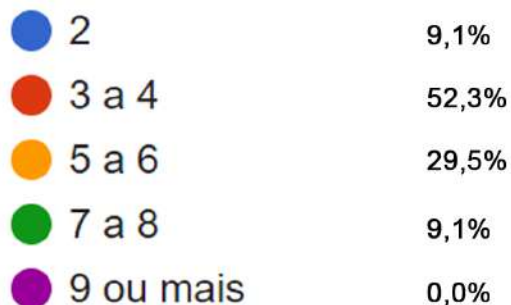 2 9,1%
3 a 4 52,3%
5 a 6 29,5%
7 a 8 9,1%
9 ou mais 0,0%